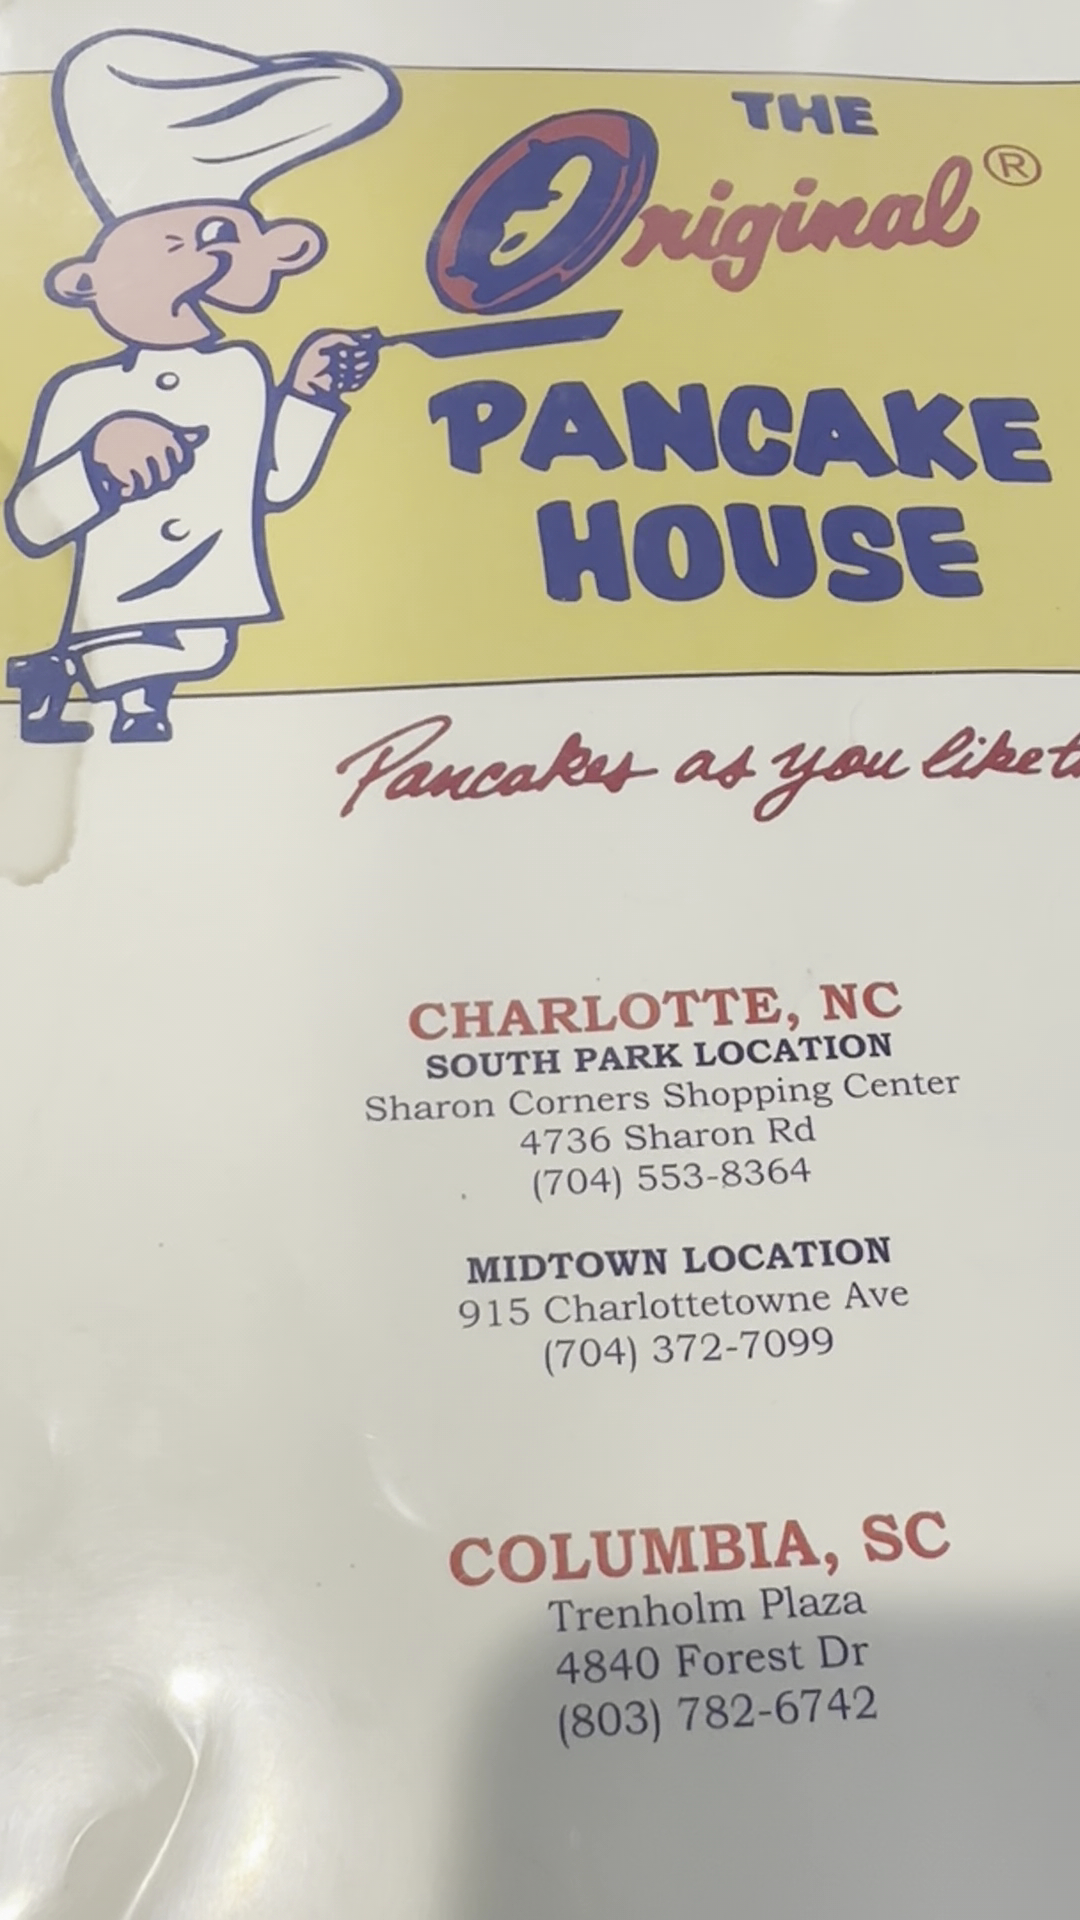 THE
Original®
PANCAKE
HOUSE
Pancakes as you like
CHARLOTTE, NC
SOUTH PARK LOCATION
Sharon Corners Shopping Center
4736 Sharon Rd
(704) 553-8364
MIDTOWN LOCATION
915 Charlottetowne Ave
(704) 372-7099
COLUMBIA, SC
Trenholm Plaza
4840 Forest Dr
(803) 782-6742